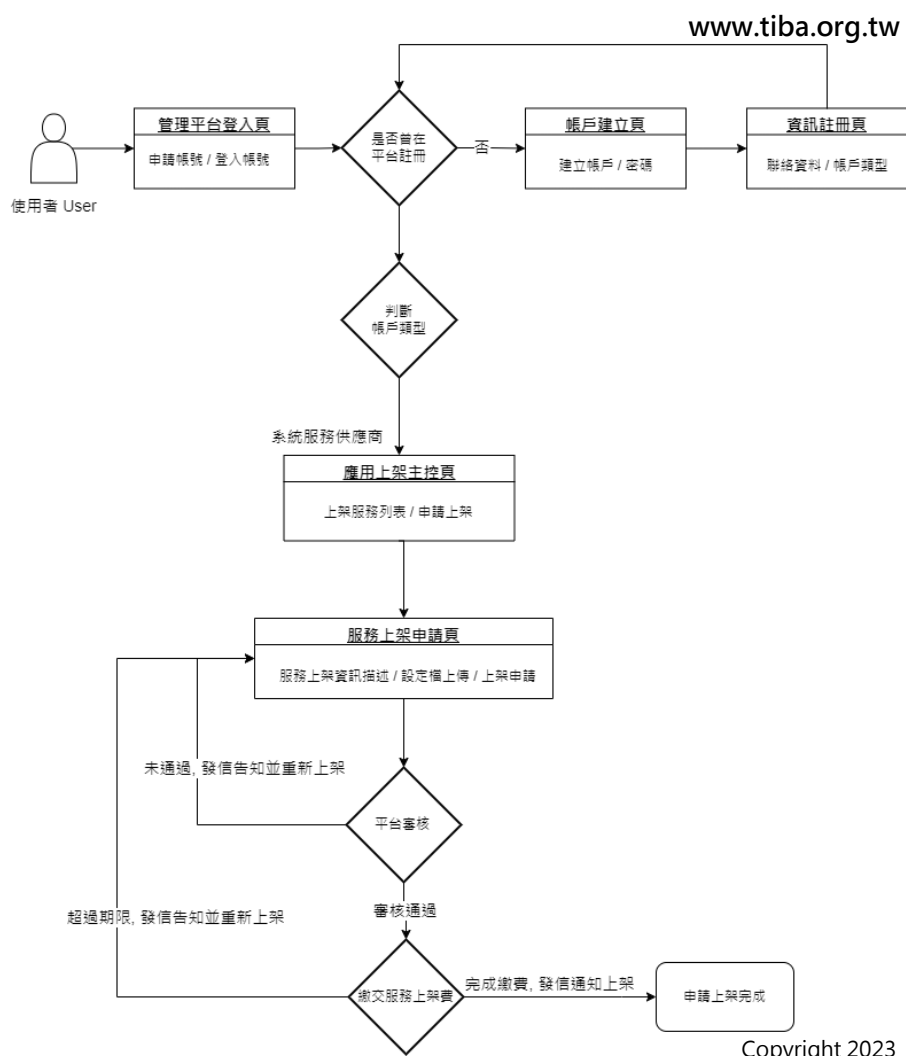 www.tiba.org.tw
管理平台登入頁
申請帳號 / 登入帳號
使用者 User
是否曾在
平台註冊
否
帳戶建立頁
建立帳戶 / 密碼
資訊註冊頁
聯絡資料 / 帳戶類型
判斷
帳戶類型
系統服務供應商
應用上架主控頁
上架服務列表 / 申請上架
服務上架申請頁
服務上架資訊描述 / 設定檔上傳 / 上架申請
未通過, 發信告知並重新上架
平台審核
審核通過
超過期限, 發信告知並重新上架
繳交服務上架費
完成繳費, 發信通知上架
申請上架完成
Copyright 2023